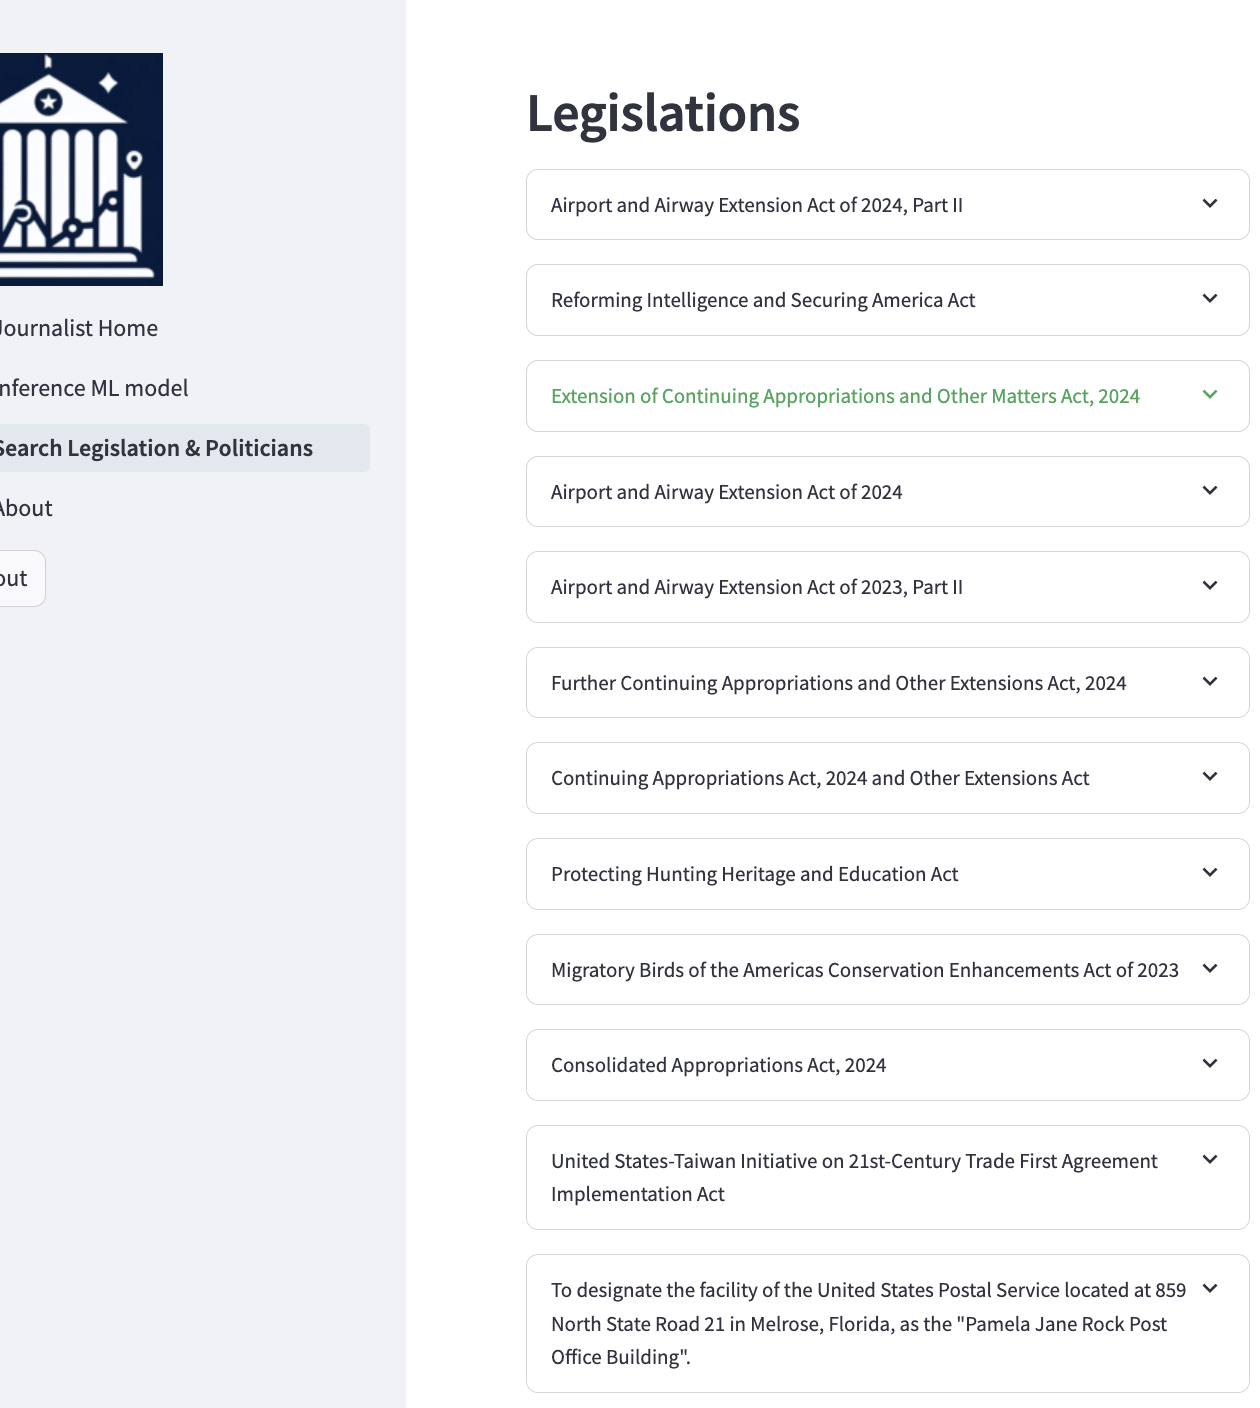 Journalist Home
nference ML model
Search Legislation & Politicians
About
out
Legislations
Airport and Airway Extension Act of 2024, Part II
Reforming Intelligence and Securing America Act
Extension of Continuing Appropriations and Other Matters Act, 2024
Airport and Airway Extension Act of 2024
Airport and Airway Extension Act of 2023, Part II
Further Continuing Appropriations and Other Extensions Act, 2024
Continuing Appropriations Act, 2024 and Other Extensions Act
Protecting Hunting Heritage and Education Act
Migratory Birds of the Americas Conservation Enhancements Act of 2023
Consolidated Appropriations Act, 2024
United States-Taiwan Initiative on 21st-Century Trade First Agreement
Implementation Act
To designate the facility of the United States Postal Service located at 859
North State Road 21 in Melrose, Florida, as the "Pamela Jane Rock Post
Office Building".